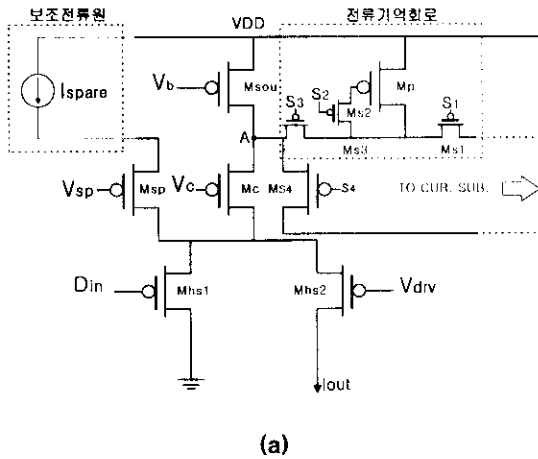 보조전류원
VDD
전류기억회로
Ispare
Vb
Msou
S3
S2
Ms2
Mp
S1
A
Ms3
Ms1
Vsp
Msp
Vc
Mc
Ms4
S4
TO CUR. SUB.
Din
Mhs1
Mhs2
Vdrv
Iout
(a)